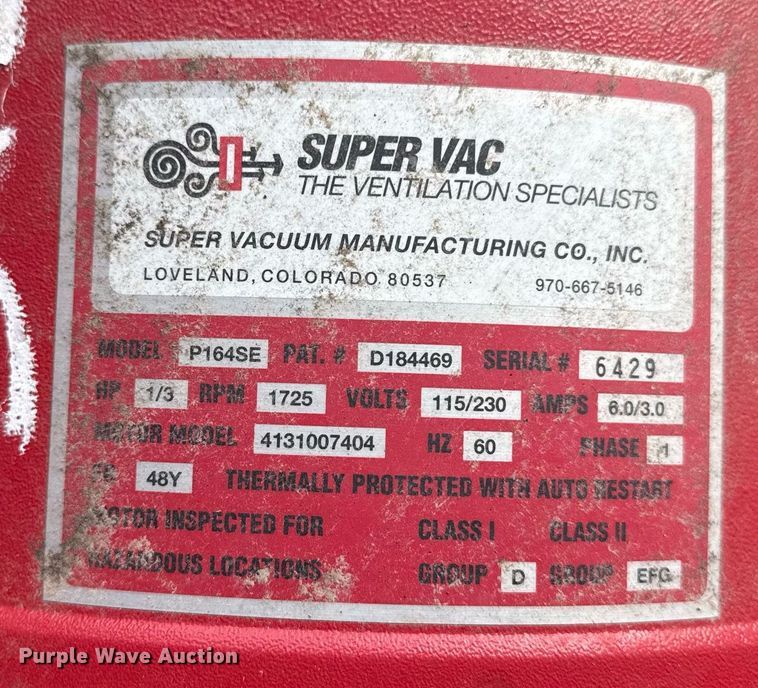 SUPER VAC
THE VENTILATION SPECIALISTS
SUPER VACUUM MANUFACTURING CO., INC.
LOVELAND, COLORADO 80537 970-667-5146
MODEL P164SE PAT. # D184469 SERIAL # 6429
HP 1/3 RPM 1725 VOLTS 115/230 AMPS 6.0/3.0
MOTOR MODEL 4131007404 HZ 60 PHASE 1
48Y THERMALLY PROTECTED WITH AUTO RESTART
MOTOR INSPECTED FOR CLASS I CLASS II
HAZARDOUS LOCATIONS GROUP D GROUP EFG
Purple Wave Auction